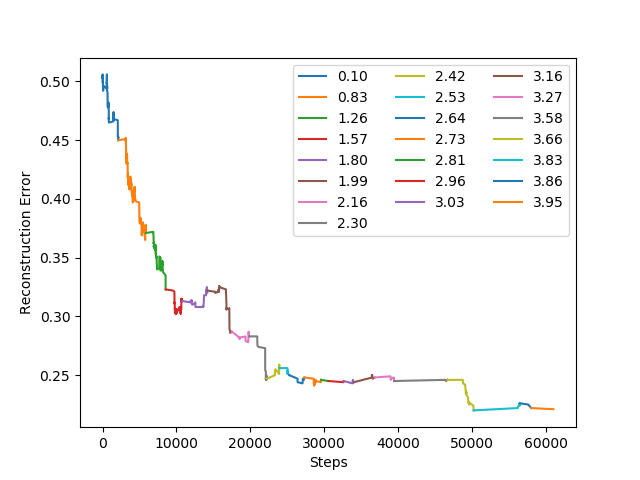 0.10 2.42 3.16
0.83 2.53 3.27
1.26 2.64 3.58
1.57 2.73 3.66
1.80 2.81 3.83
1.99 2.96 3.86
2.16 3.03 3.95
2.30
0.50
0.45
0.40
0.35
0.30
0.25
Reconstruction Error
0 10000 20000 30000 40000 50000 60000
Steps